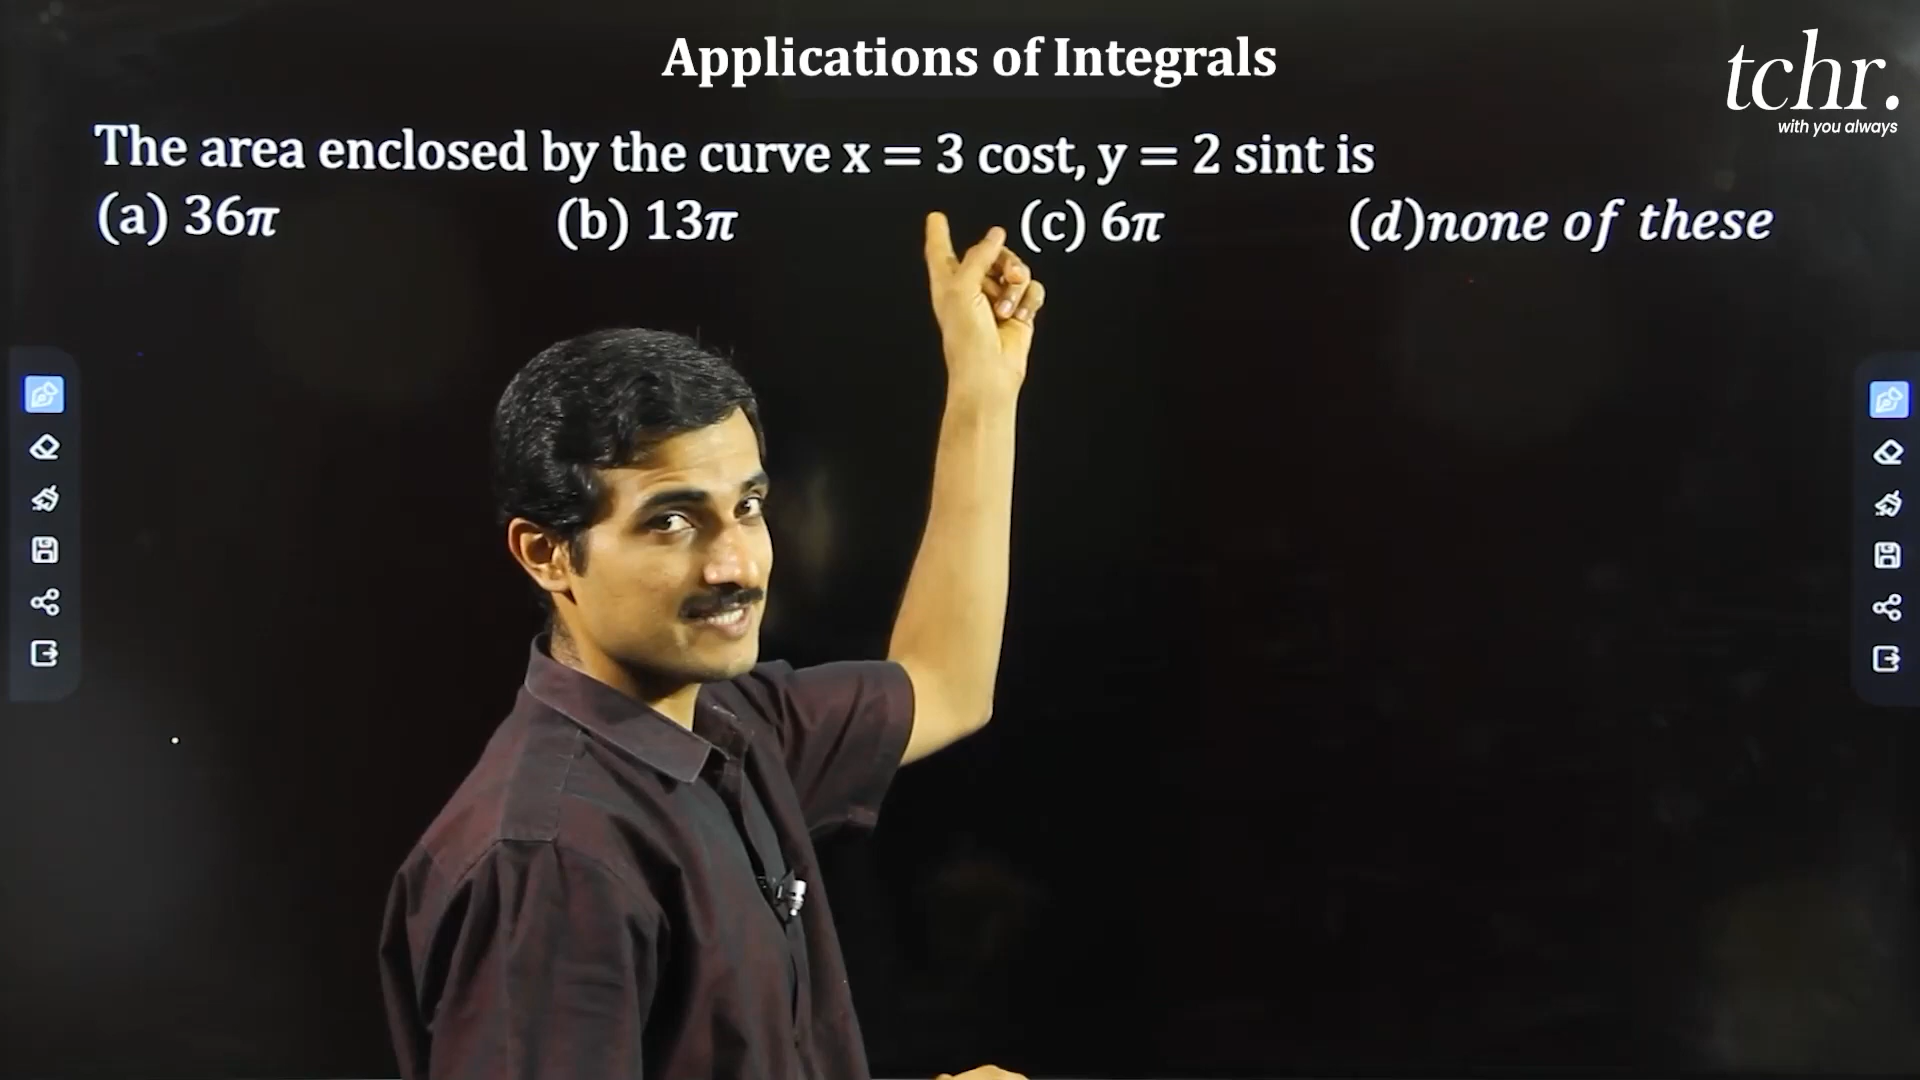 Applications of Integrals
tchr.
with you always
The area enclosed by the curve x = 3 cost, y = 2 sint is
(a) 36π (b) 13π (c) 6π (d)none of these